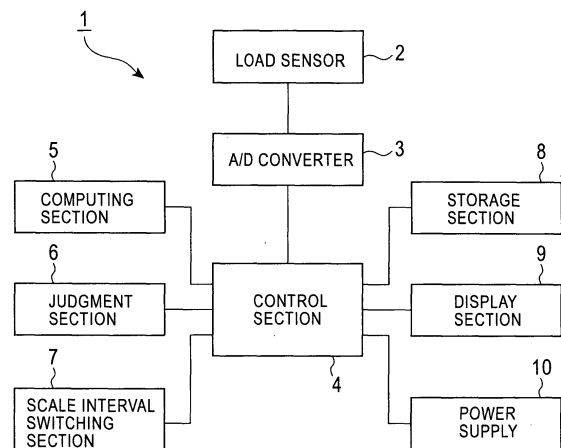 1
LOAD SENSOR
2
A/D CONVERTER
3
5
COMPUTING
SECTION
8
STORAGE
SECTION
6
JUDGMENT
SECTION
CONTROL
SECTION
4
9
DISPLAY
SECTION
7
SCALE INTERVAL
SWITCHING
SECTION
10
POWER
SUPPLY